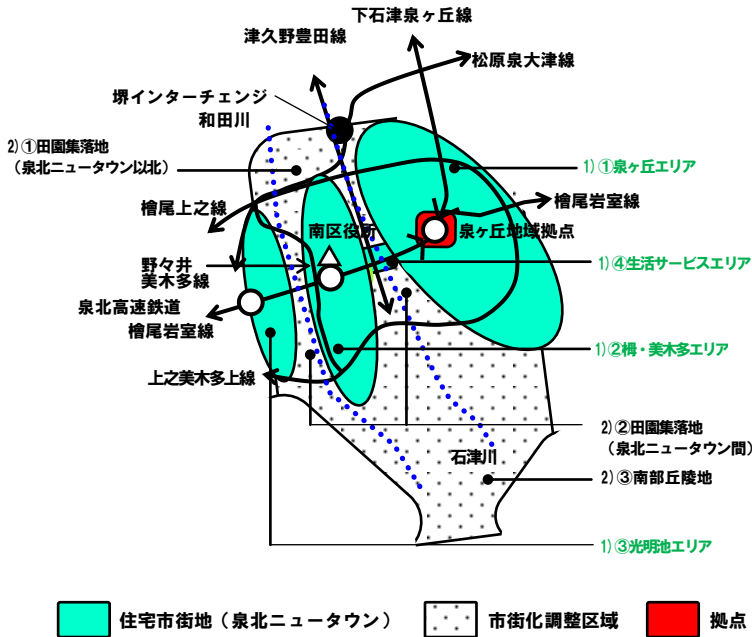 下石津泉ヶ丘線
津久野豊田線
松原泉大津線
堺インターチェンジ
和田川
2）①田園集落地
（泉北ニュータウン以北）
1）①泉ヶ丘エリア
檜尾上之線
檜尾岩室線
南区役所
泉ヶ丘地域拠点
野々井
美木多線
1）④生活サービスエリア
泉北高速鉄道
檜尾岩室線
1）②栂・美木多エリア
上之美木多上線
2）②田園集落地
（泉北ニュータウン間）
石津川
2）③南部丘陵地
1）③光明池エリア
住宅市街地（泉北ニュータウン）
市街化調整区域
拠点